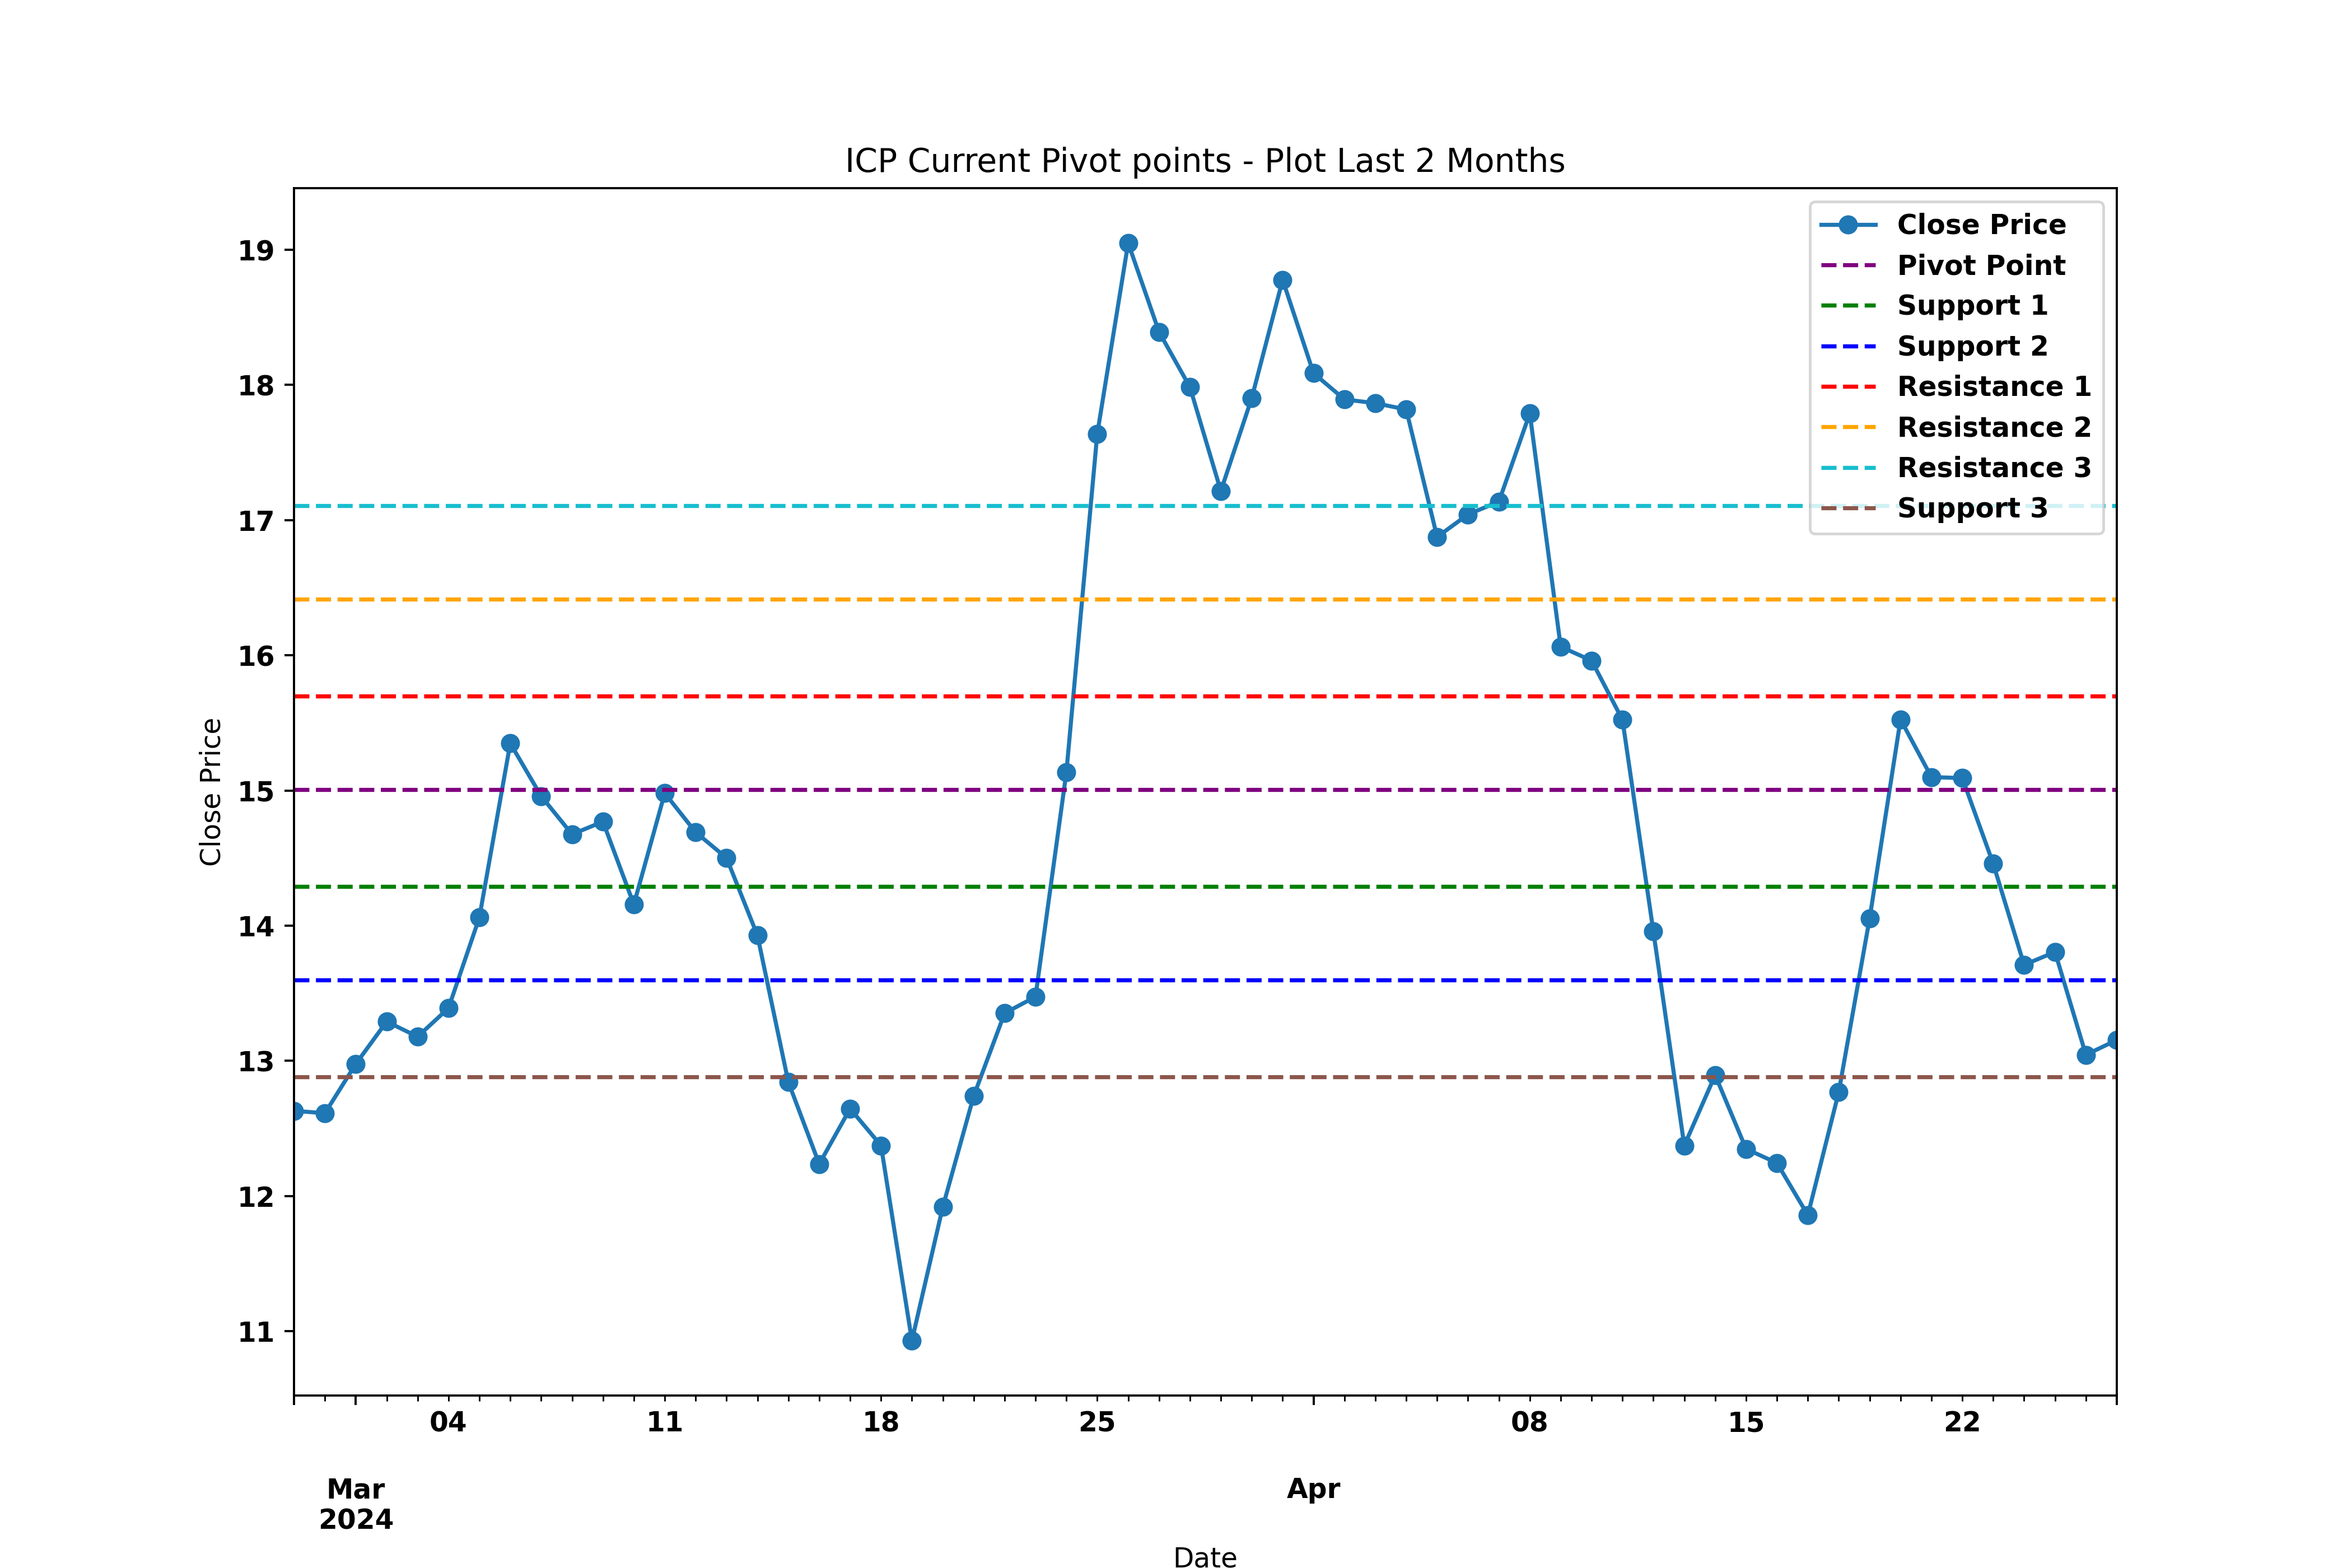 ICP Current Pivot points - Plot Last 2 Months
Close Price
Pivot Point
Support 1
Support 2
Resistance 1
Resistance 2
Resistance 3
Support 3
19
18
17
16
15
14
13
12
11
Close Price
04 11 18 25 08 15 22
Mar Apr
2024
Date